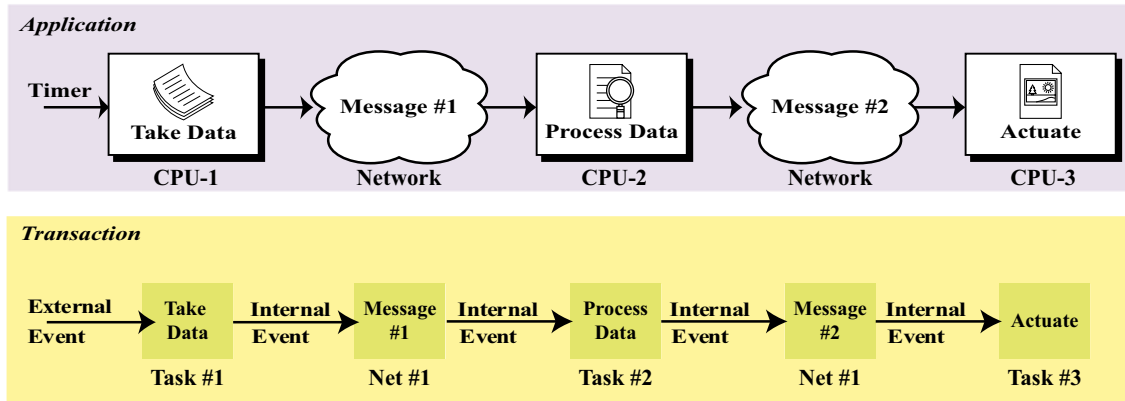 Application
Timer
Take Data
Message #1
Process Data
Message #2
Actuate
CPU-1
Network
CPU-2
Network
CPU-3
Transaction
External
Event
Take
Data
Internal
Event
Message
#1
Internal
Event
Process
Data
Internal
Event
Message
#2
Internal
Event
Actuate
Task #1
Net #1
Task #2
Net #1
Task #3